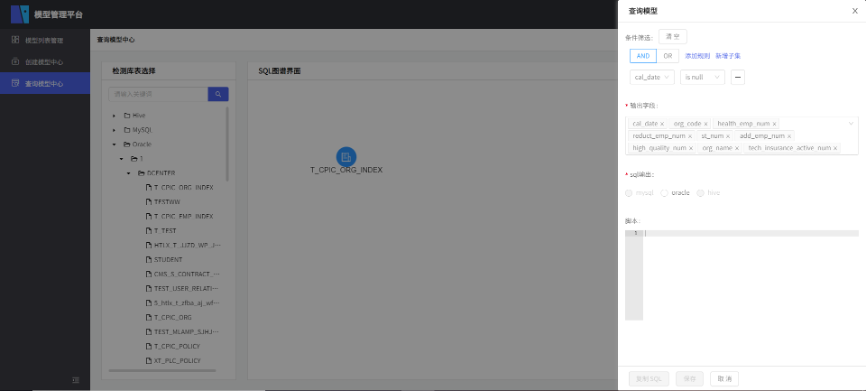 模型管理平台
模型列表管理
创建模型中心
查询模型中心
查询模型中心
检测库表选择
请输入关键词
Hive
MySQL
Oracle
1
DCENTER
T_CPIC_ORG_INDEX
TESTWW
T_CPIC_EMP_INDEX
T_TEST
STUDENT
CMS_S_CONTRACT_···
TEST_USER_RELATI···
T_CPIC_ORG
TEST_MLAMP_SJHJ···
T_CPIC_POLICY
XT_PLC_POLICY
SQL图谱界面
T_CPIC_ORG_INDEX
查询模型
条件筛选:
清 空
AND OR 添加规则 新增子集
cal_date is null
* 输出字段:
cal_date × org_code × health_emp_num ×
reduct_emp_num × st_num × add_emp_num ×
high_quality_num × org_name × tech_insurance_active_num ×
* sql输出:
mysql oracle hive
脚本:
1
复制SQL 保存 取 消